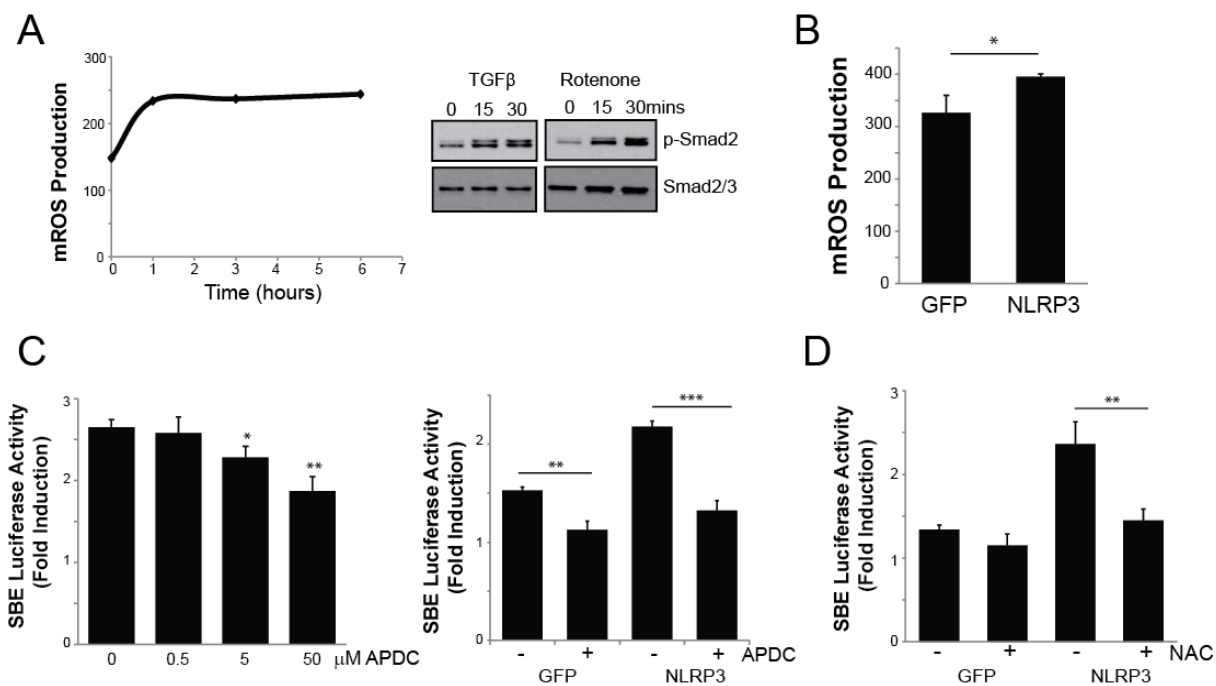 A
mROS Production
300
200
100
0
0 1 2 3 4 5 6 7
Time (hours)
TGFβ
0 15 30
Rotenone
0 15 30mins
p-Smad2
Smad2/3
B
mROS Production
*
400
300
200
100
0
GFP NLRP3
C
SBE Luciferase Activity
(Fold Induction)
3
2
1
0
*
**
0 0.5 5 50 μM APDC
SBE Luciferase Activity
(Fold Induction)
2
1
0
**
***
- + - + APDC
GFP NLRP3
D
SBE Luciferase Activity
(Fold Induction)
3
2
1
0
**
- + - + NAC
GFP NLRP3